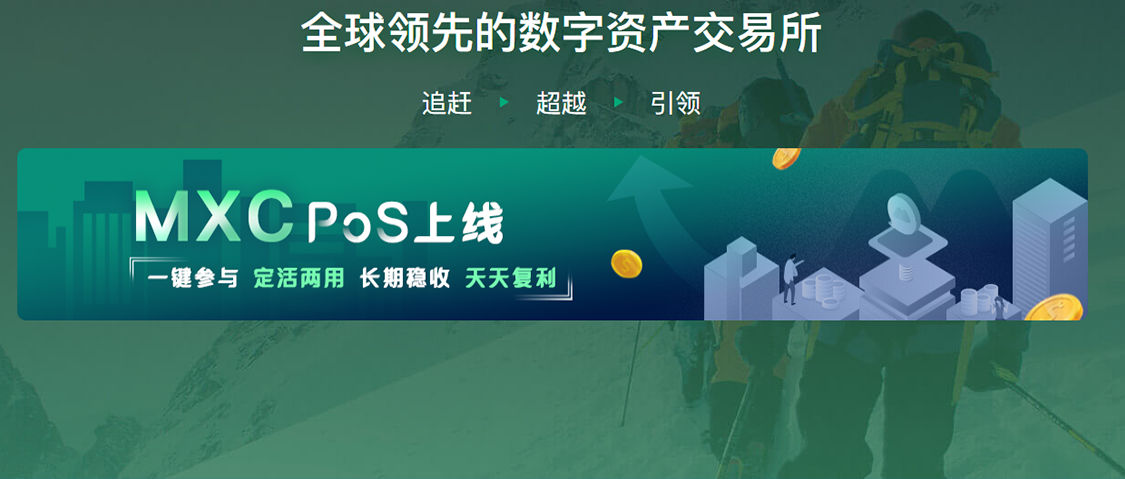 全球领先的数字资产交易所
追赶 ▶ 超越 ▶ 引领
MXC PoS上线
一键参与 定活两用 长期稳收 天天复利